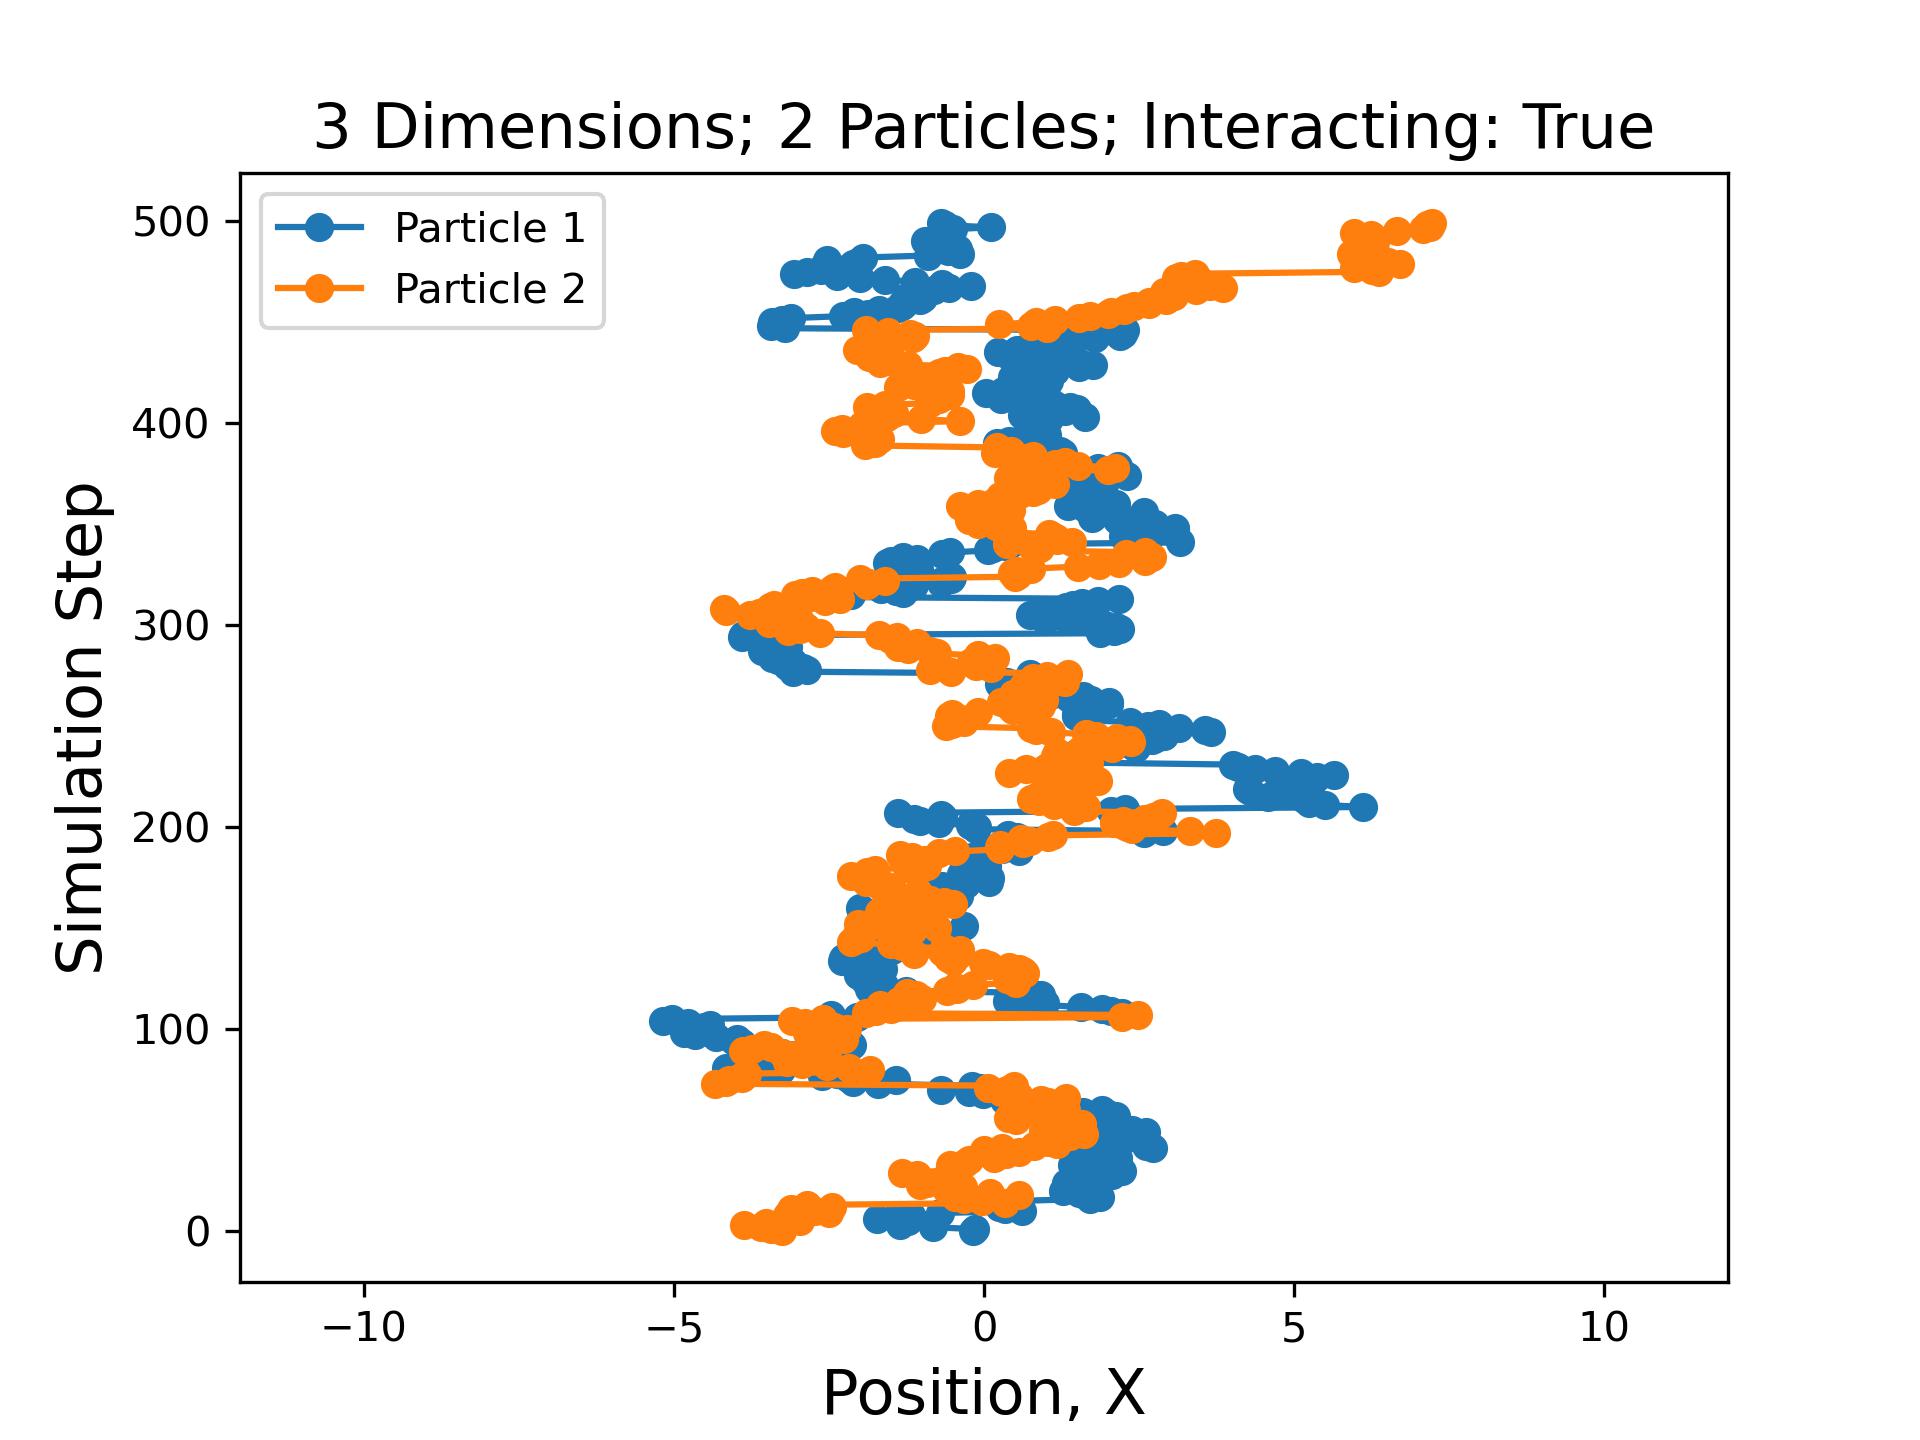 3 Dimensions; 2 Particles; Interacting: True
Particle 1
Particle 2
500
400
300
200
100
0
Simulation Step
−10
−5
0
5
10
Position, X